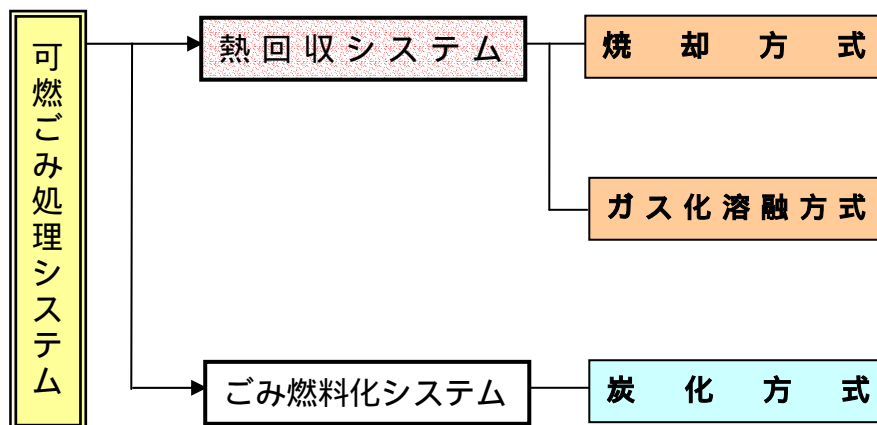 可燃ごみ処理システム
熱回収システム
焼却方式
ガス化溶融方式
ごみ燃料化システム
炭化方式